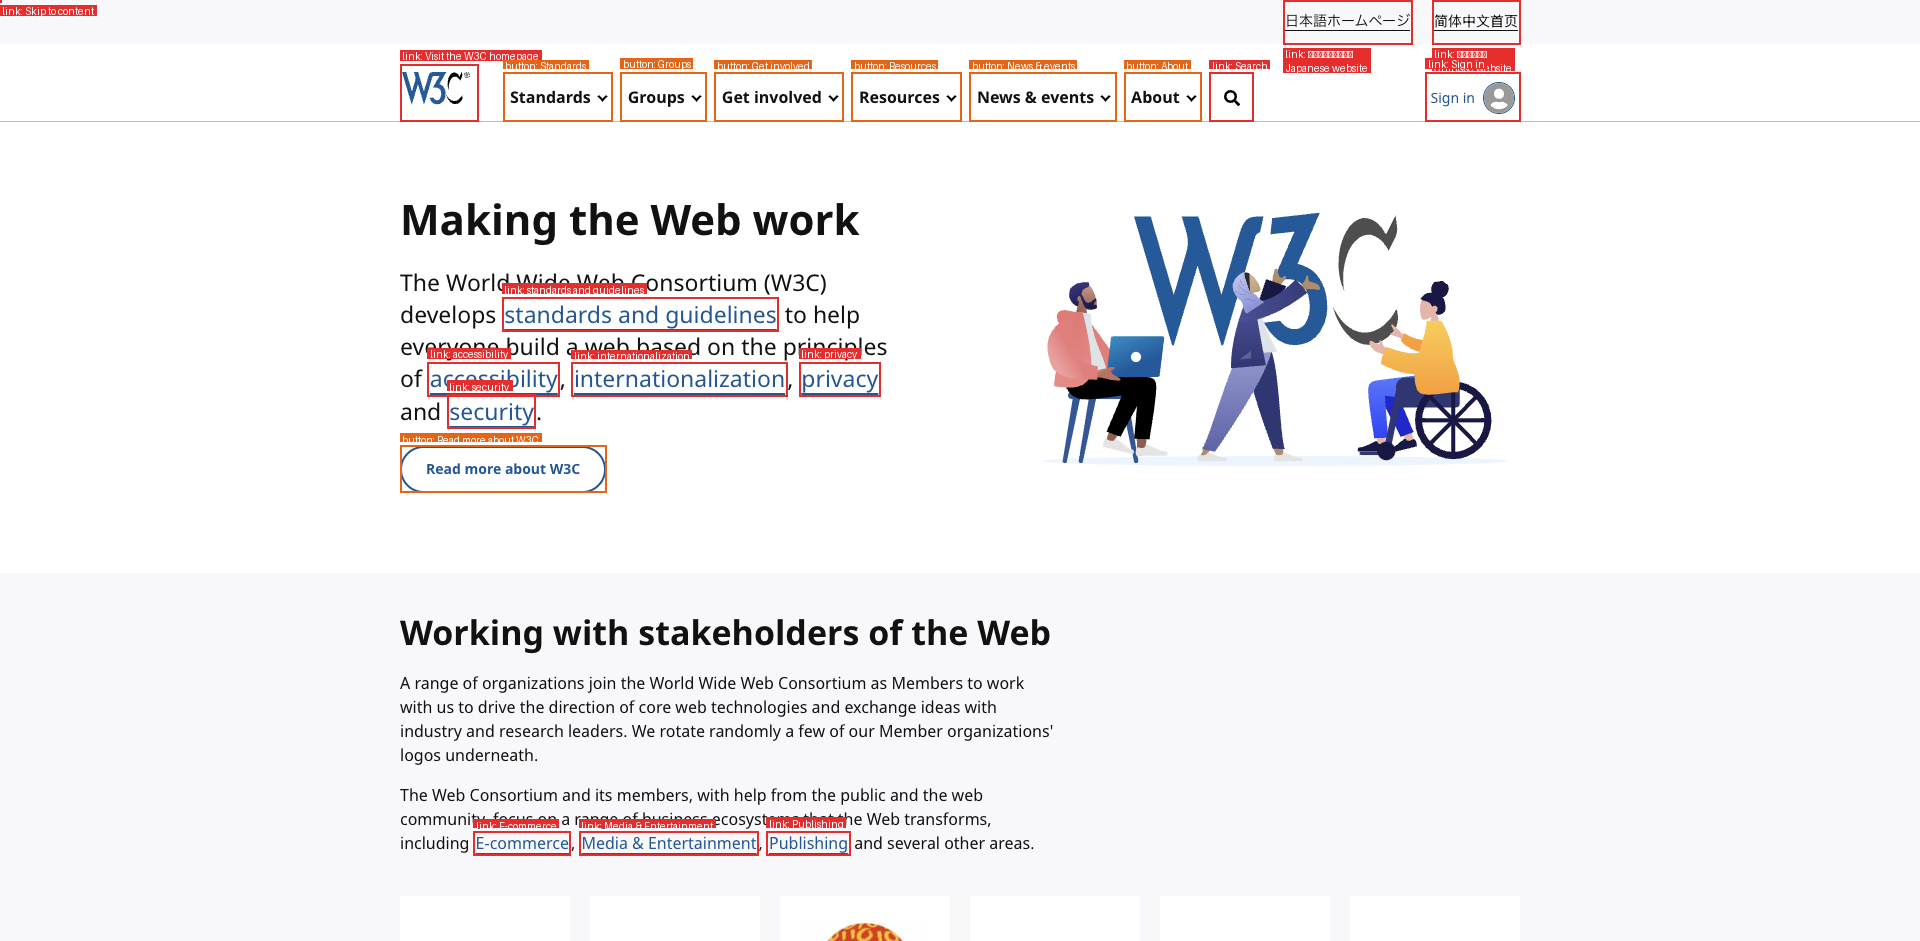 link: Skip to content
日本語ホームページ 简体中文首页
link: Visit the W3C homepage
button: Standards
button: Groups
button: Get involved
button: Resources
button: News & events
button: About
link: Search
link:
Japanese website
link:
link: Sign in
W3C®
Standards
Groups
Get involved
Resources
News & events
About
Sign in
Making the Web work
W3C
The World Wide Web Consortium (W3C)
link: standards and guidelines
develops standards and guidelines to help
everyone build a web based on the principles
link: accessibility
link: internationalization
link: privacy
of accessibility, internationalization, privacy
link: security
and security.
button: Read more about W3C
Read more about W3C
Working with stakeholders of the Web
A range of organizations join the World Wide Web Consortium as Members to work
with us to drive the direction of core web technologies and exchange ideas with
industry and research leaders. We rotate randomly a few of our Member organizations'
logos underneath.
The Web Consortium and its members, with help from the public and the web
community, focus on a range of business ecosystems that the Web transforms,
link: E-commerce
link: Media & Entertainment
link: Publishing
including E-commerce, Media & Entertainment, Publishing and several other areas.